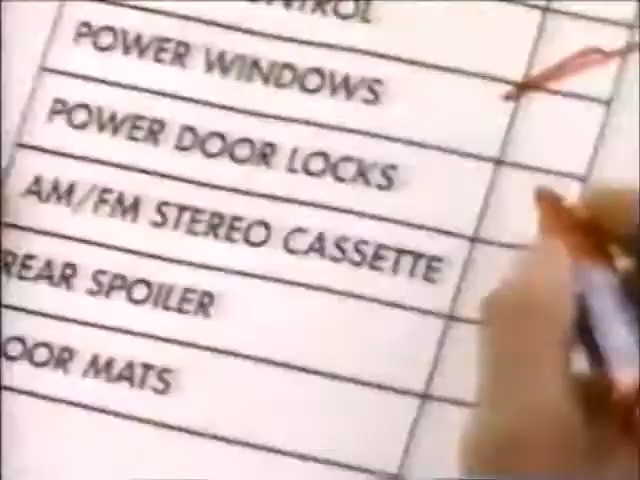 POWER WINDOWS
POWER DOOR LOCKS
AM/FM STEREO CASSETTE
REAR SPOILER
OOR MATS